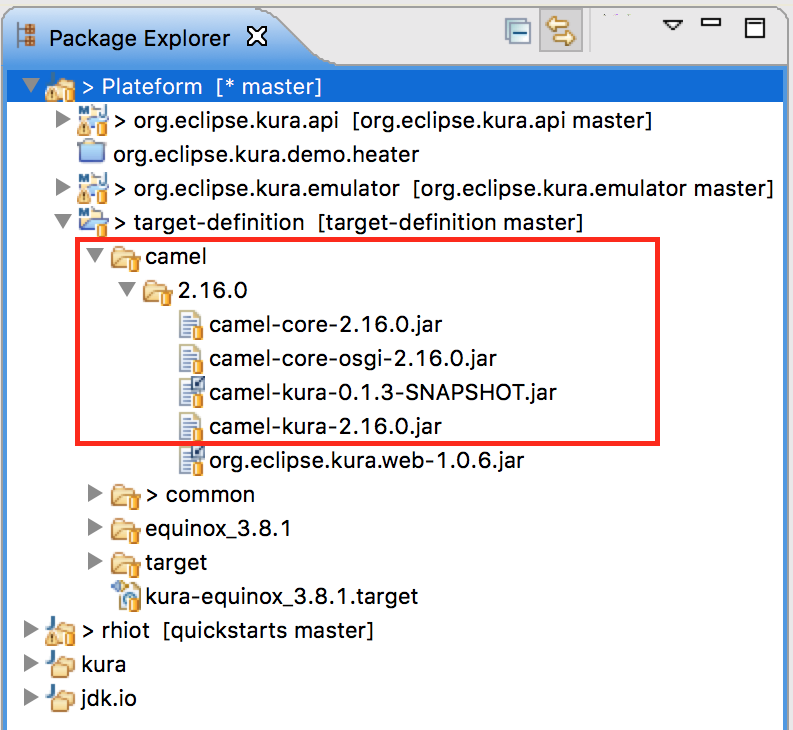 Package Explorer
> Plateform [* master]
> org.eclipse.kura.api [org.eclipse.kura.api master]
org.eclipse.kura.demo.heater
> org.eclipse.kura.emulator [org.eclipse.kura.emulator master]
> target-definition [target-definition master]
camel
2.16.0
camel-core-2.16.0.jar
camel-core-osgi-2.16.0.jar
camel-kura-0.1.3-SNAPSHOT.jar
camel-kura-2.16.0.jar
org.eclipse.kura.web-1.0.6.jar
> common
equinox_3.8.1
target
kura-equinox_3.8.1.target
> rhiot [quickstarts master]
kura
jdk.io